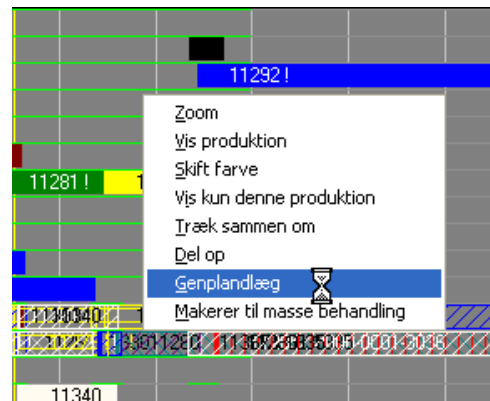 11292 !
Zoom
Vis produktion
Skift farve
11281 !
Vis kun denne produktion
Træk sammen om
Del op
Genplandlæg
Makerer til masse behandling
11340